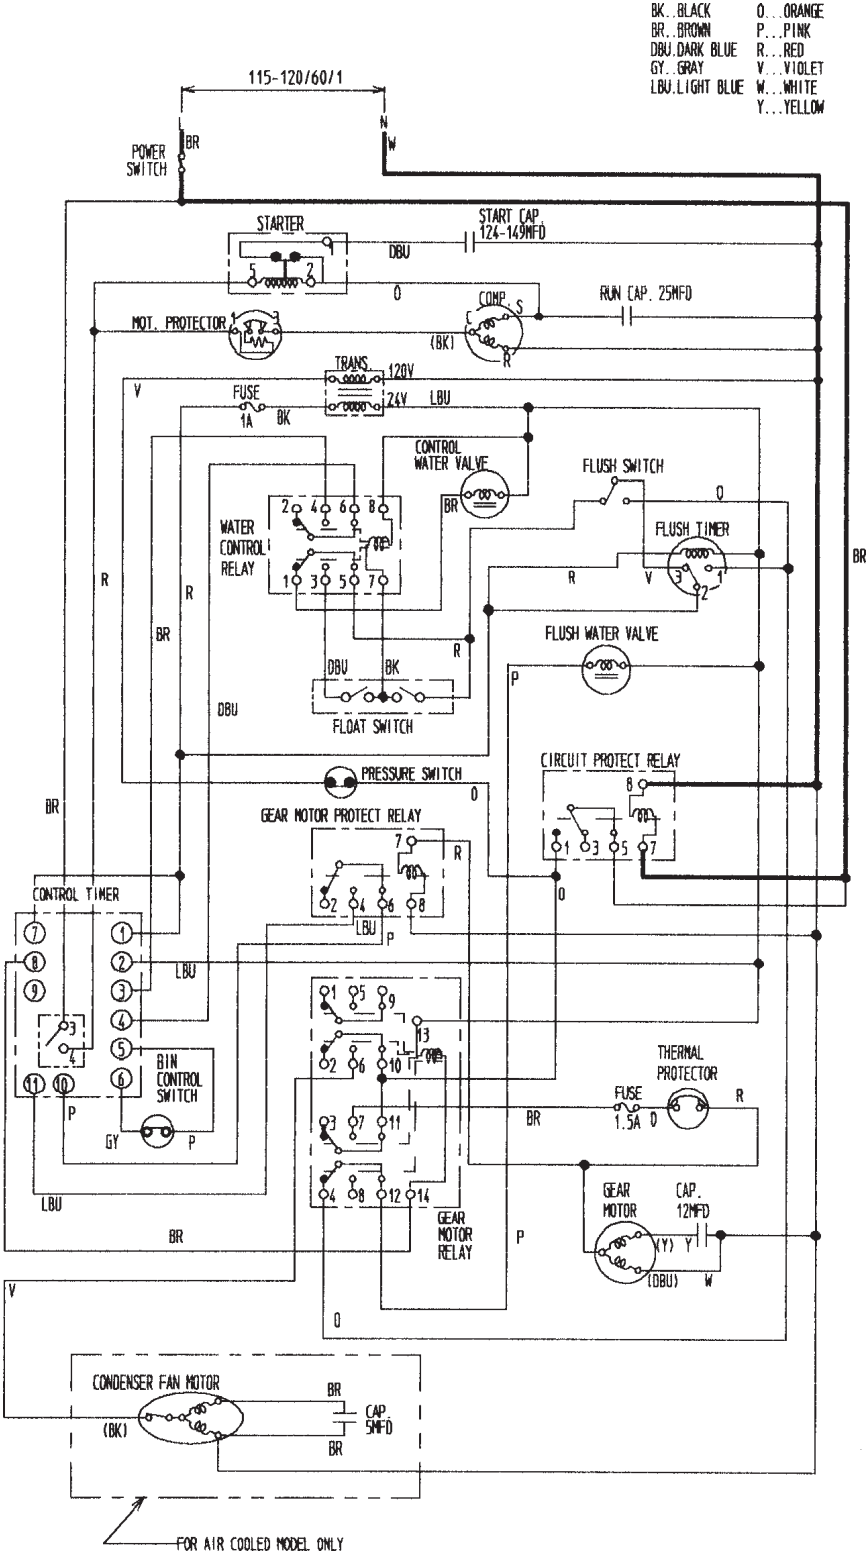 BK..BLACK O...ORANGE
BR..BROWN P...PINK
DBU.DARK BLUE R...RED
GY..GRAY V...VIOLET
LBU.LIGHT BLUE W...WHITE
Y...YELLOW
115-120/60/1
L N
BR W
POWER
SWITCH
STARTER
START CAP.
124-149MFD
1
DBU
5 2
O
RUN CAP. 25MFD
COMP. S
MOT. PROTECTOR 1 3
C
(BK)
R
TRANS.
120V
V
FUSE
1A
BK
24V LBU
CONTROL
WATER VALVE
FLUSH SWITCH
O
2 4 6 8
BR
WATER
CONTROL
RELAY
FLUSH TIMER
BR
1 3 5 7
R V 3 1
2
R
R
BR
FLUSH WATER VALVE
R
DBU BK
P
DBU
FLOAT SWITCH
CIRCUIT PROTECT RELAY
PRESSURE SWITCH
O
8
BR
GEAR MOTOR PROTECT RELAY
7
R
1 3 5 7
O
CONTROL TIMER
2 4 6 8
LBU
P
7 1
8 2
LBU
9 3
1 5 9
4
3
13
4
5
2 6 10
BIN
CONTROL
SWITCH
THERMAL
PROTECTOR
11 10 6
P
FUSE
1.5A O
R
3 7 11
BR
GY P
LBU
4 8 12 14
GEAR
MOTOR
CAP.
12MFD
GEAR
MOTOR
RELAY
BR
P
(Y) Y
(DBU) W
V
O
CONDENSER FAN MOTOR
BR
CAP.
5MFD
(BK)
BR
FOR AIR COOLED MODEL ONLY